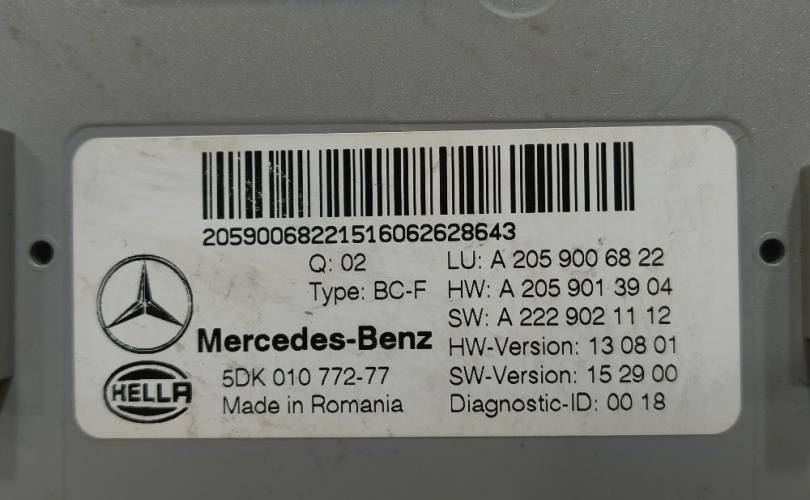 20590068221516062628643
Q: 02
LU: A 205 900 68 22
Type: BC-F
HW: A 205 901 39 04
SW: A 222 902 11 12
Mercedes-Benz
HW-Version: 13 08 01
HELLA
5DK 010 772-77
SW-Version: 15 29 00
Made in Romania
Diagnostic-ID: 00 18